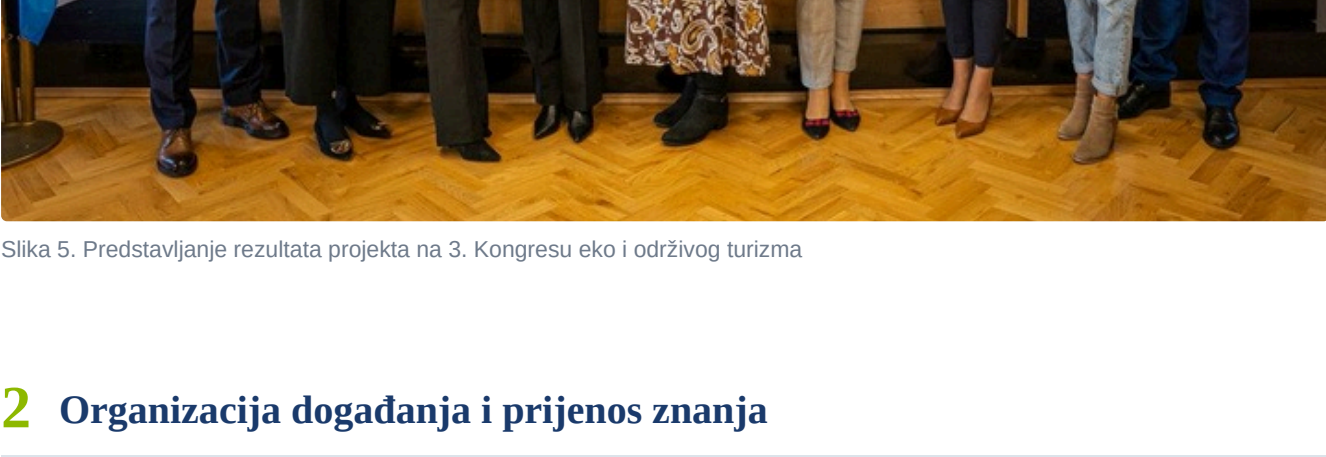 Slika 5. Predstavljanje rezultata projekta na 3. Kongresu eko i održivog turizma
2 Organizacija događanja i prijenos znanja